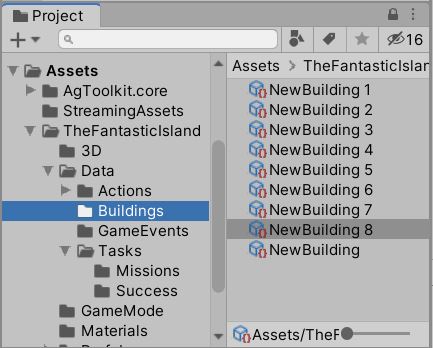 Project
16
Assets
AgToolkit.core
StreamingAssets
TheFantasticIsland
3D
Data
Actions
Buildings
GameEvents
Tasks
Missions
Success
GameMode
Materials
Assets > TheFantasticIslan
NewBuilding 1
NewBuilding 2
NewBuilding 3
NewBuilding 4
NewBuilding 5
NewBuilding 6
NewBuilding 7
NewBuilding 8
NewBuilding
Assets/TheF